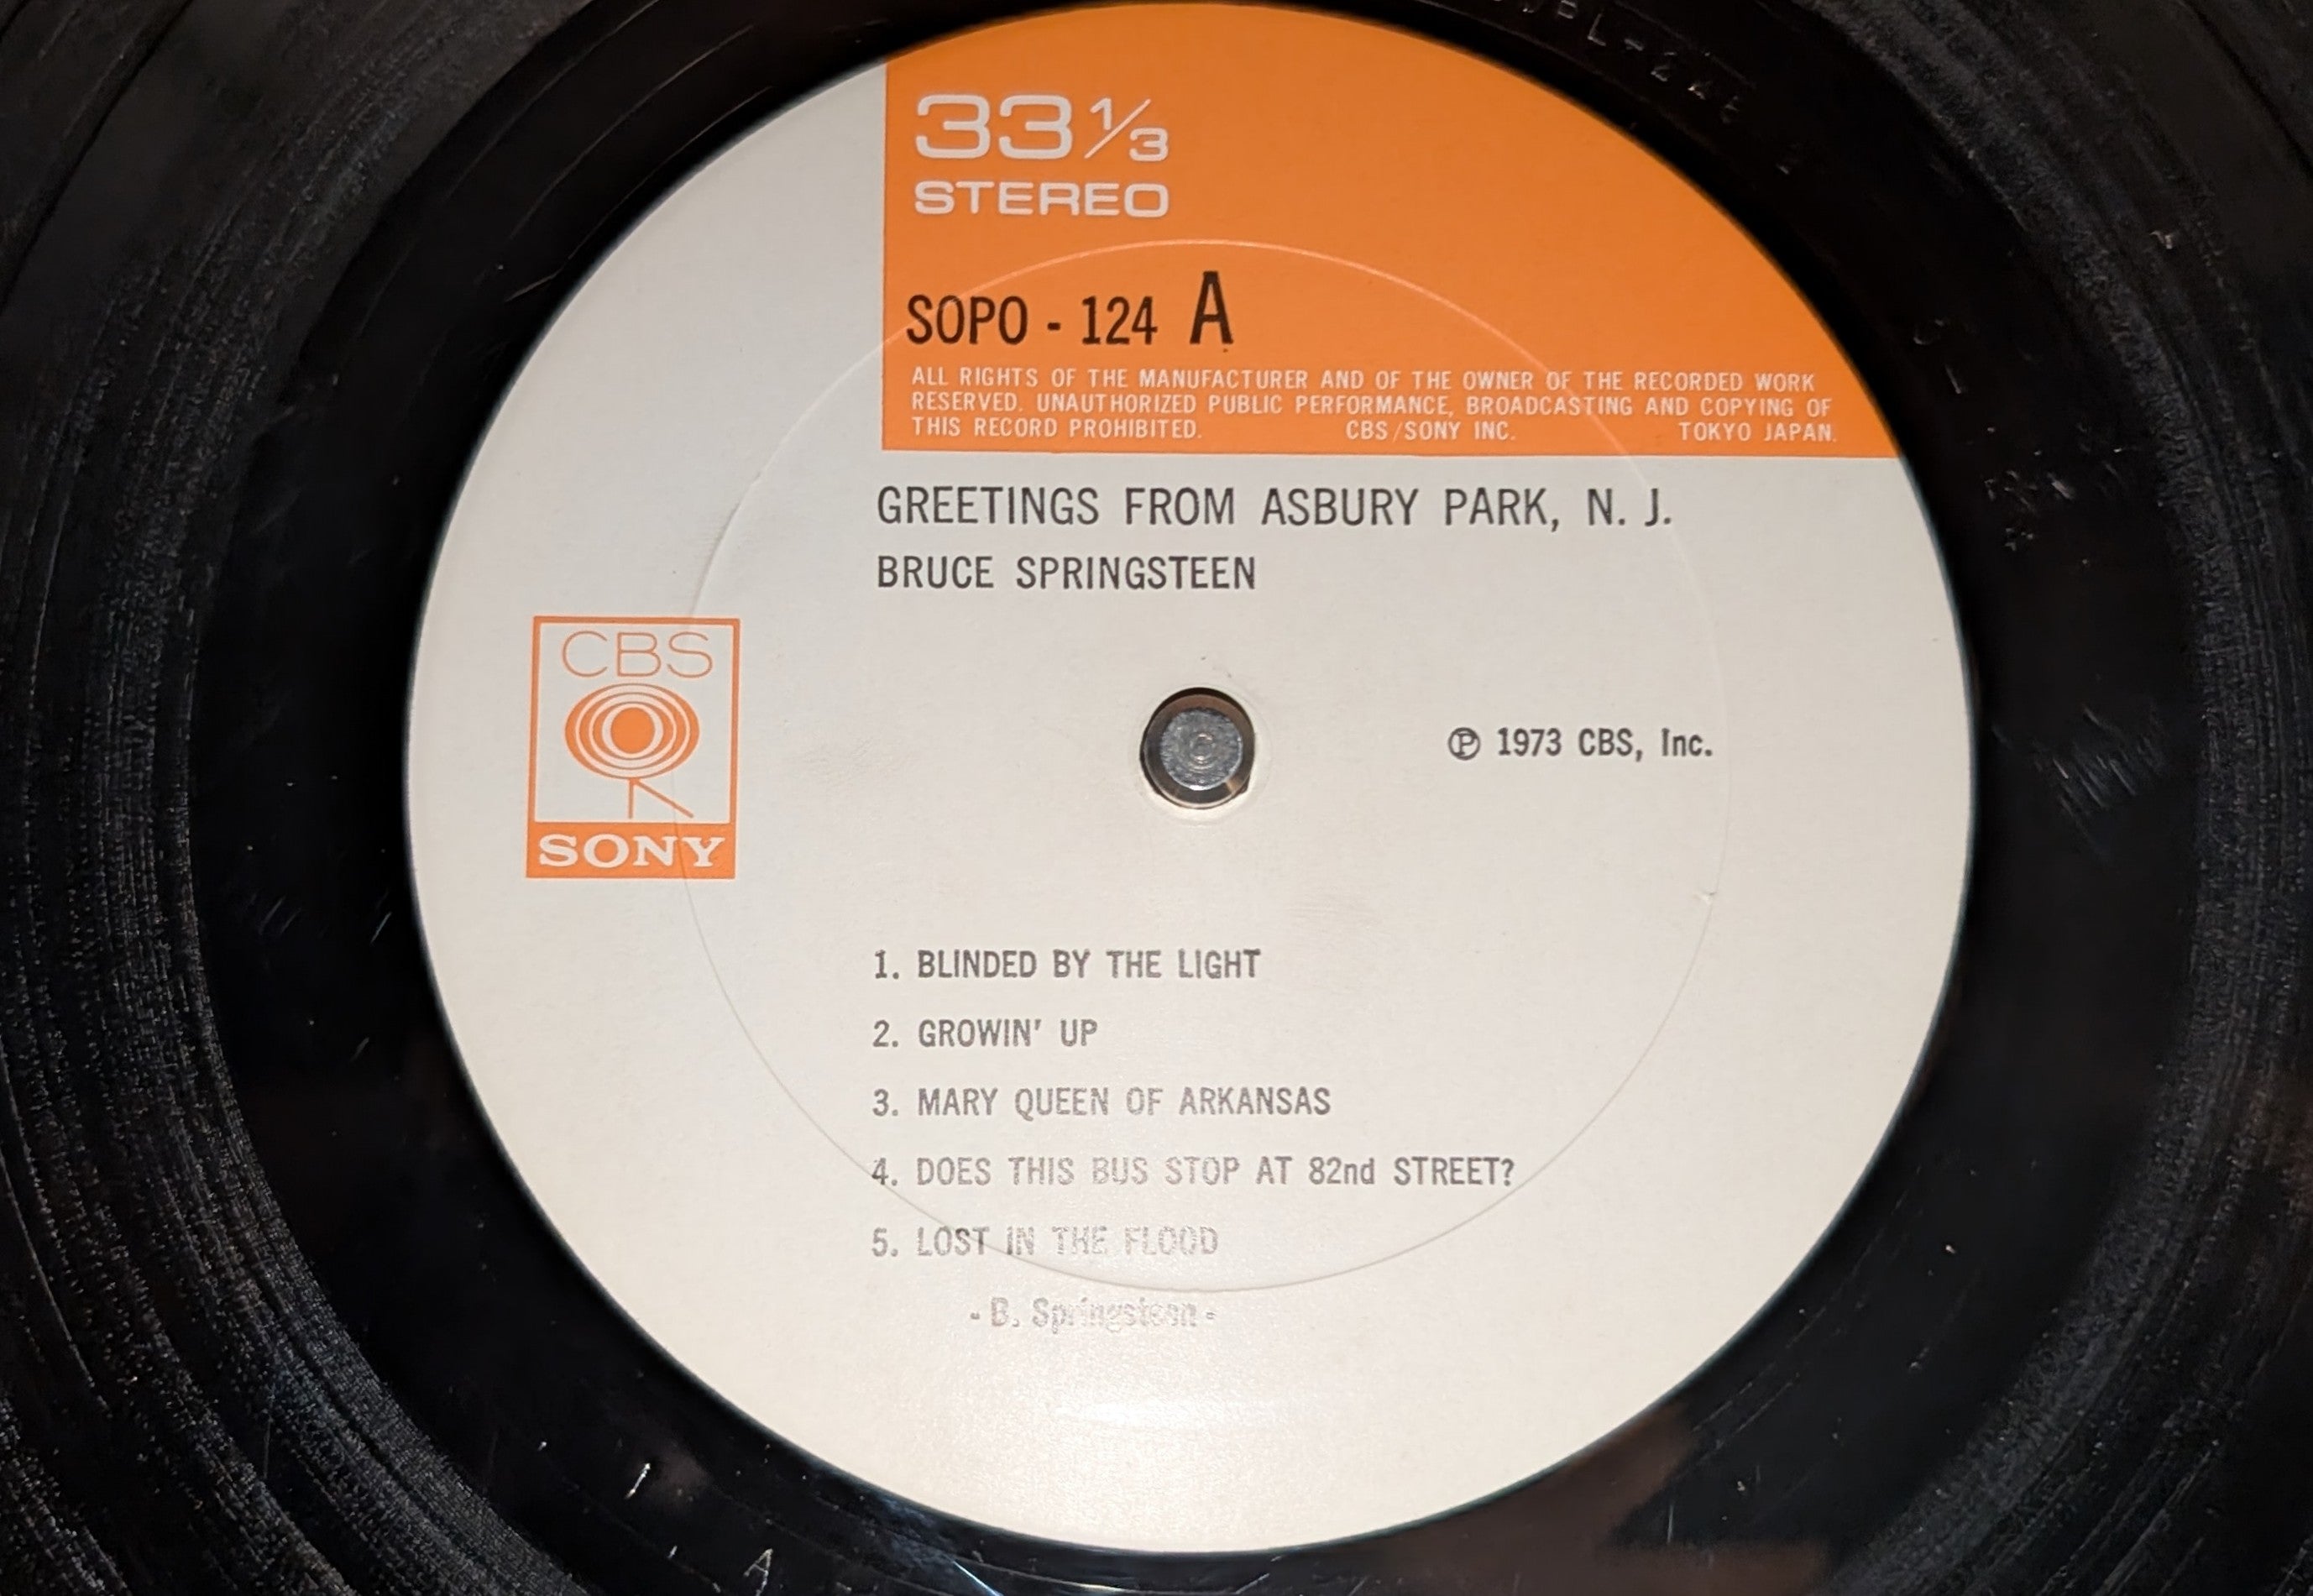 33 1/3
STEREO
SOPO - 124 A
ALL RIGHTS OF THE MANUFACTURER AND OF THE OWNER OF THE RECORDED WORK
RESERVED. UNAUTHORIZED PUBLIC PERFORMANCE, BROADCASTING AND COPYING OF
THIS RECORD PROHIBITED. CBS/SONY INC. TOKYO JAPAN.
GREETINGS FROM ASBURY PARK, N. J.
BRUCE SPRINGSTEEN
CBS
SONY
℗ 1973 CBS, Inc.
1. BLINDED BY THE LIGHT
2. GROWIN' UP
3. MARY QUEEN OF ARKANSAS
4. DOES THIS BUS STOP AT 82nd STREET?
5. LOST IN THE FLOOD
- B. Springsteen -
A